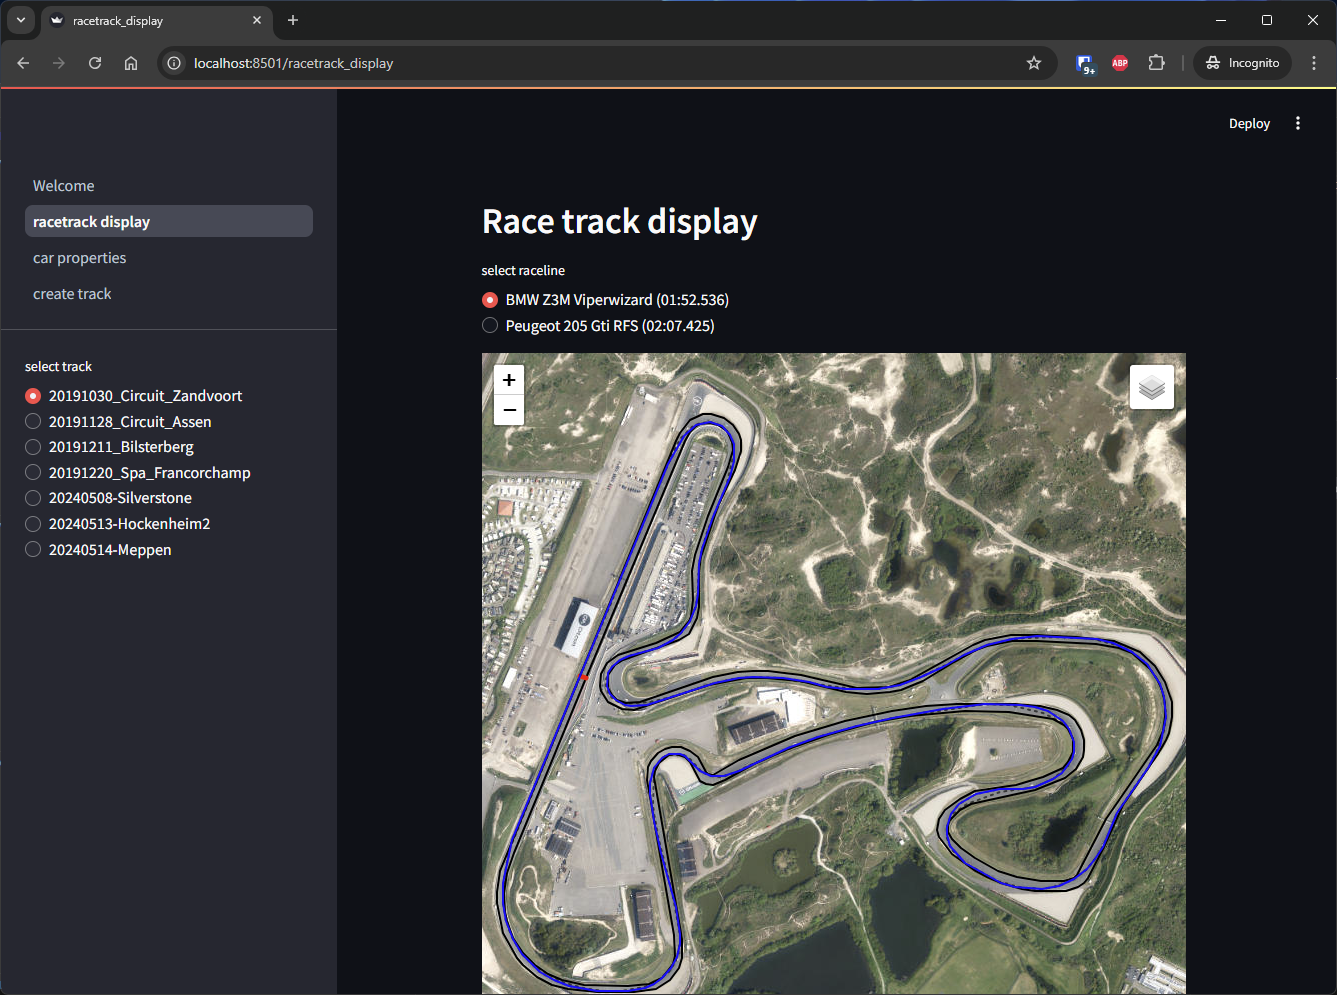 racetrack_display
localhost:8501/racetrack_display
9+
ABP
Incognito
Deploy
Welcome
racetrack display
car properties
create track
select track
20191030_Circuit_Zandvoort
20191128_Circuit_Assen
20191211_Bilsterberg
20191220_Spa_Francorchamp
20240508-Silverstone
20240513-Hockenheim2
20240514-Meppen
Race track display
select raceline
BMW Z3M Viperwizard (01:52.536)
Peugeot 205 Gti RFS (02:07.425)
+
−